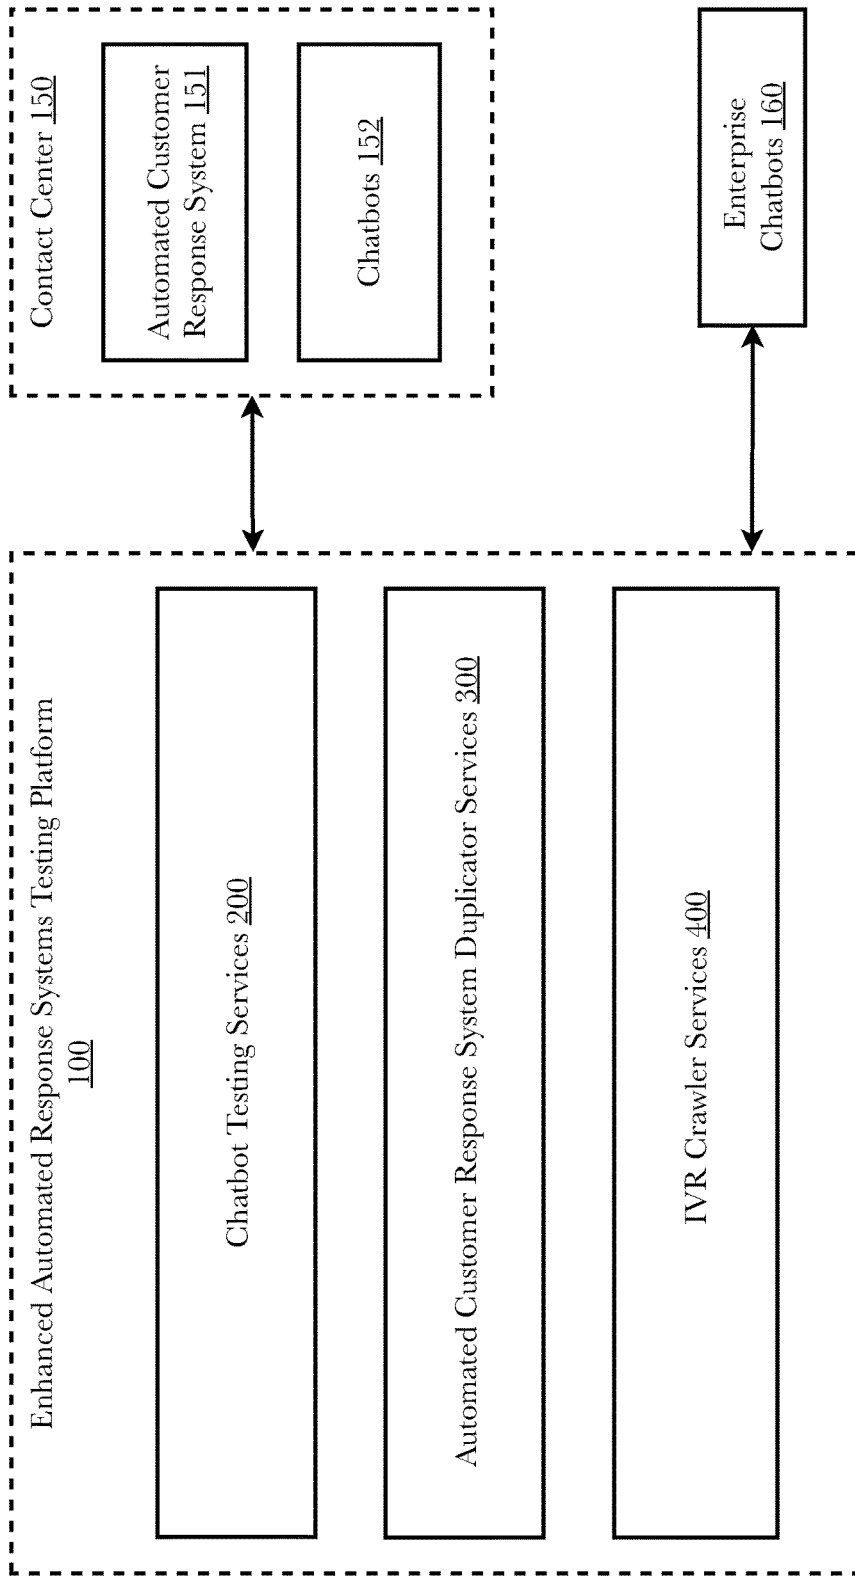 Enhanced Automated Response Systems Testing Platform
100
Chatbot Testing Services 200
Automated Customer Response System Duplicator Services 300
IVR Crawler Services 400
Contact Center 150
Automated Customer
Response System 151
Chatbots 152
Enterprise
Chatbots 160